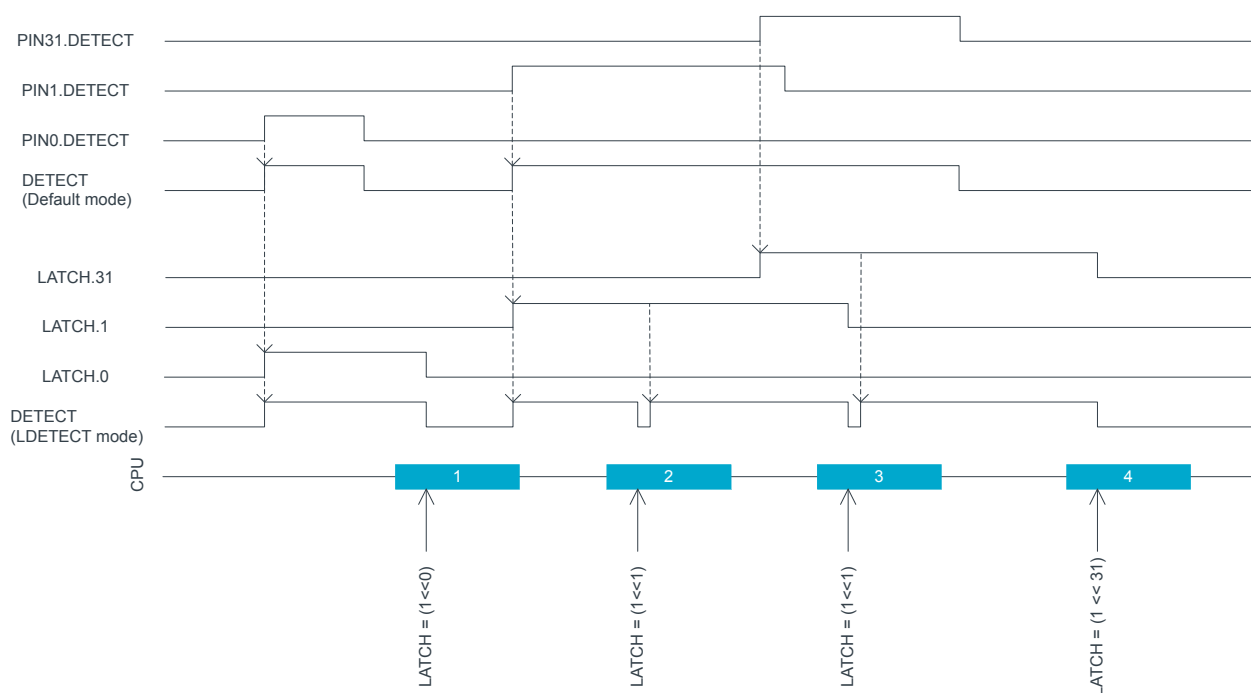 PIN31.DETECT
PIN1.DETECT
PIN0.DETECT
DETECT
(Default mode)
LATCH.31
LATCH.1
LATCH.0
DETECT
(LDETECT mode)
CPU
1
2
3
4
LATCH = (1 <<0)
LATCH = (1 <<1)
LATCH = (1 <<1)
LATCH = (1 << 31)